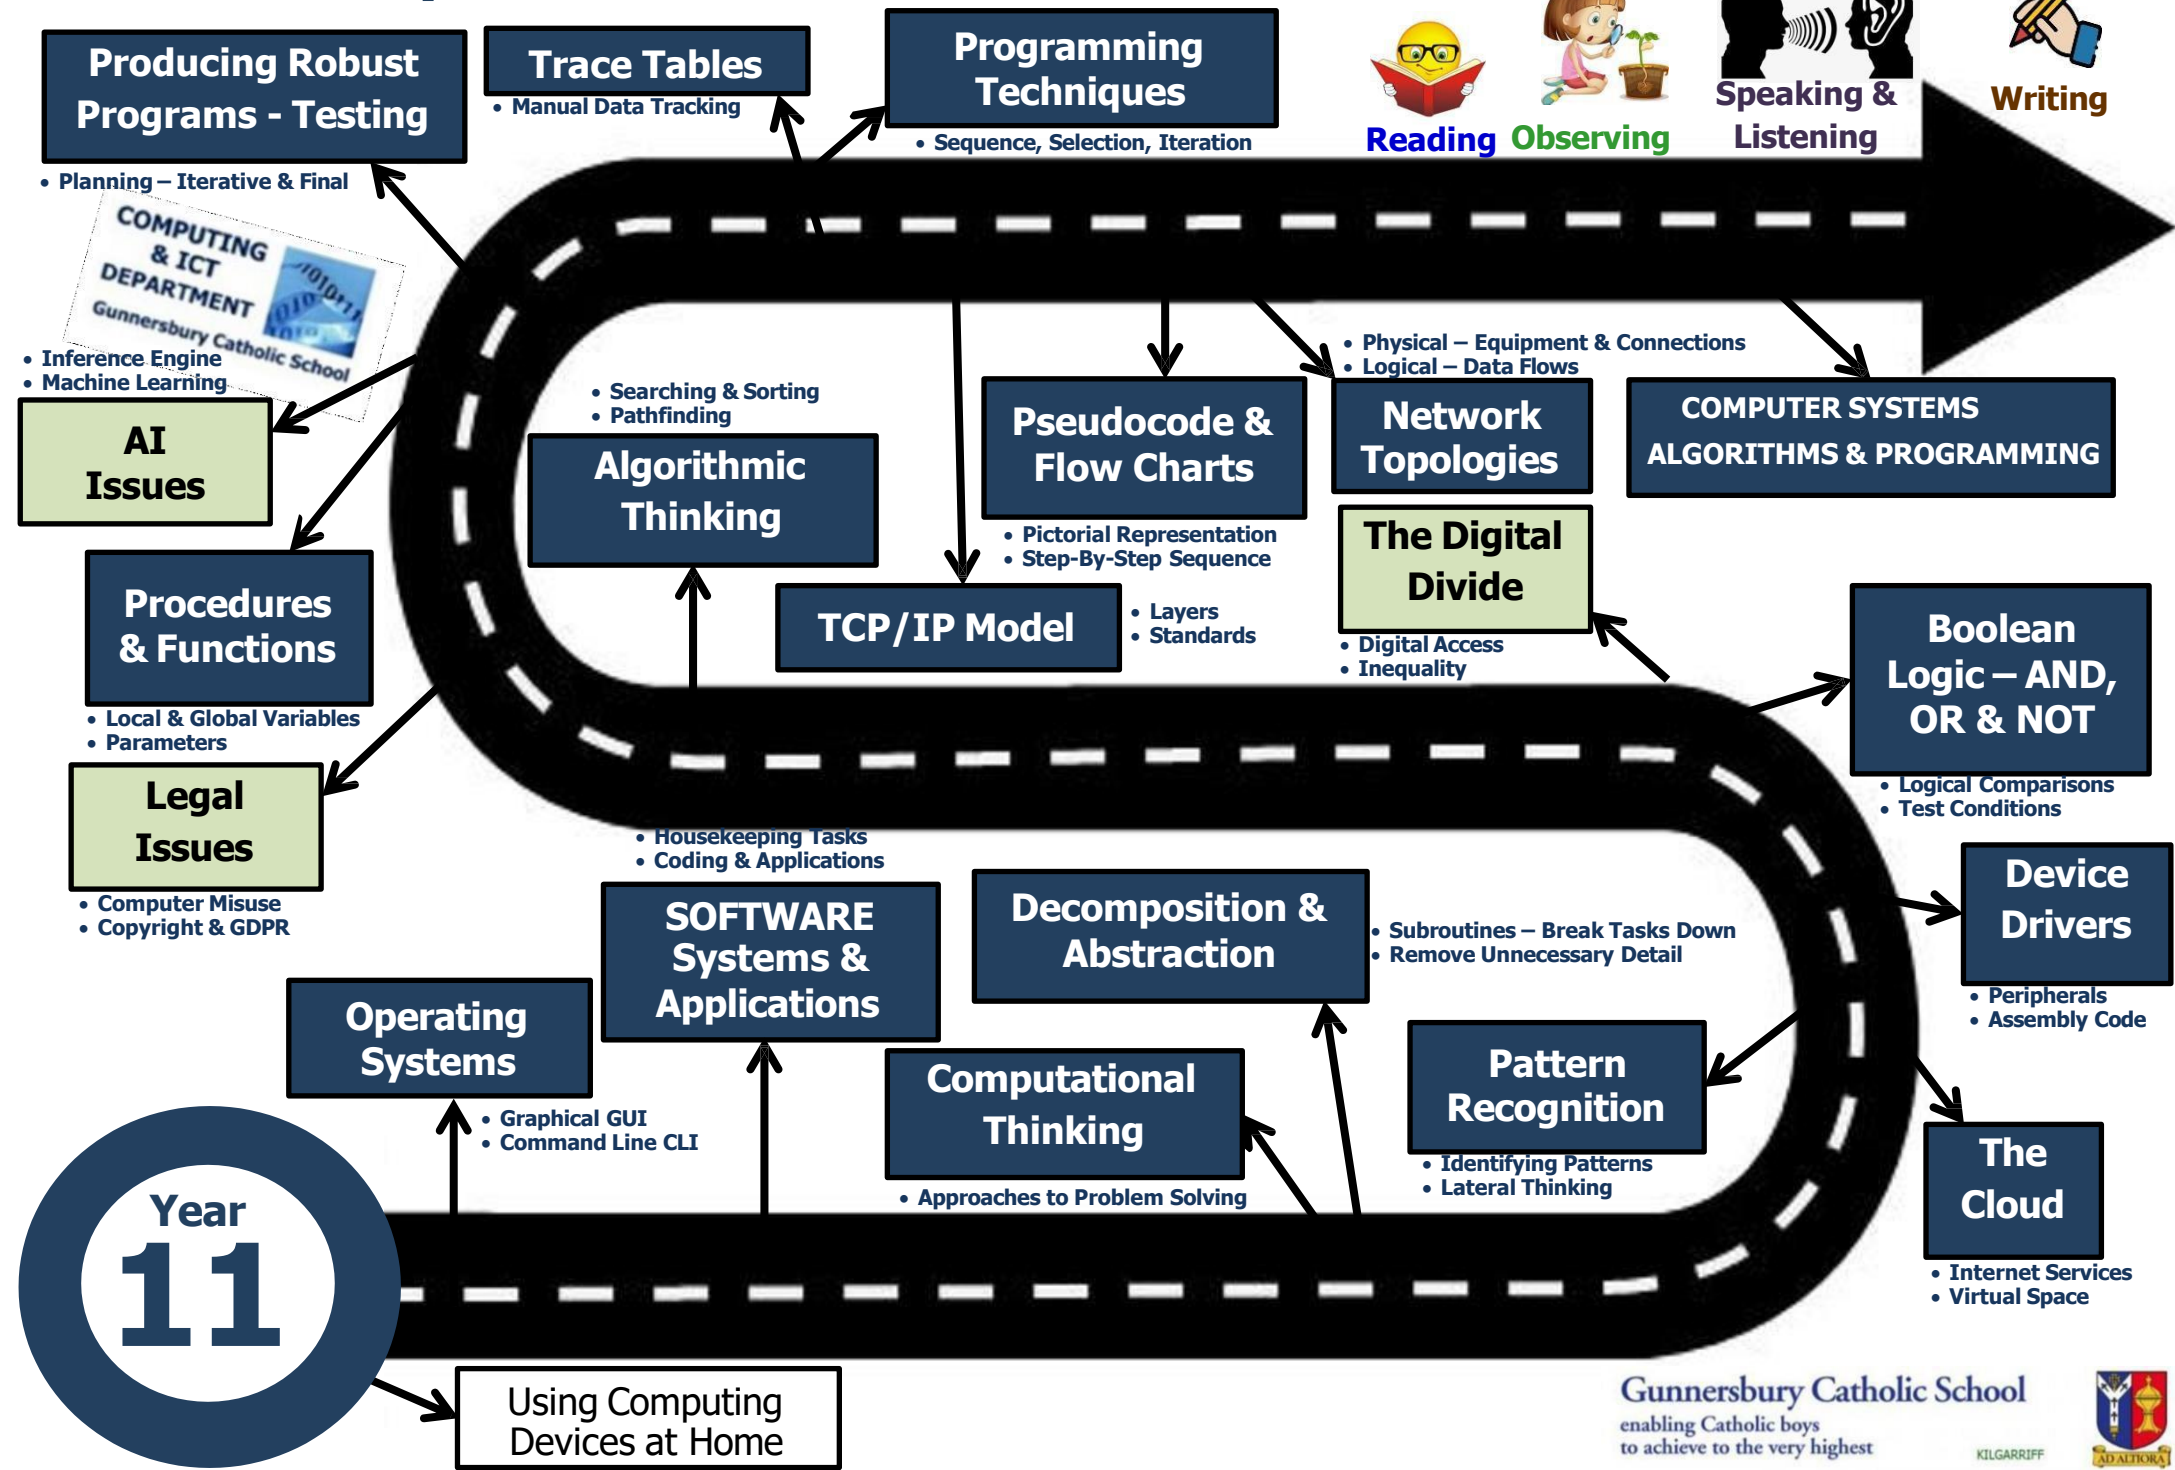 Producing Robust
Programs - Testing
• Planning – Iterative & Final
Trace Tables
• Manual Data Tracking
Programming
Techniques
• Sequence, Selection, Iteration
Reading
Observing
Speaking &
Listening
Writing
COMPUTING
& ICT
DEPARTMENT
Gunnersbury Catholic School
• Inference Engine
• Machine Learning
AI
Issues
• Searching & Sorting
• Pathfinding
Algorithmic
Thinking
Pseudocode &
Flow Charts
• Pictorial Representation
• Step-By-Step Sequence
• Physical – Equipment & Connections
• Logical – Data Flows
Network
Topologies
COMPUTER SYSTEMS
ALGORITHMS & PROGRAMMING
The Digital
Divide
• Digital Access
• Inequality
TCP/IP Model
• Layers
• Standards
Procedures
& Functions
• Local & Global Variables
• Parameters
Boolean
Logic – AND,
OR & NOT
• Logical Comparisons
• Test Conditions
Legal
Issues
• Computer Misuse
• Copyright & GDPR
• Housekeeping Tasks
• Coding & Applications
SOFTWARE
Systems &
Applications
Decomposition &
Abstraction
• Subroutines – Break Tasks Down
• Remove Unnecessary Detail
Device
Drivers
• Peripherals
• Assembly Code
Operating
Systems
• Graphical GUI
• Command Line CLI
Computational
Thinking
• Approaches to Problem Solving
Pattern
Recognition
• Identifying Patterns
• Lateral Thinking
The
Cloud
• Internet Services
• Virtual Space
Year
11
Using Computing
Devices at Home
Gunnersbury Catholic School
enabling Catholic boys
to achieve to the very highest
KILGARRIFF
AD ALTIORA